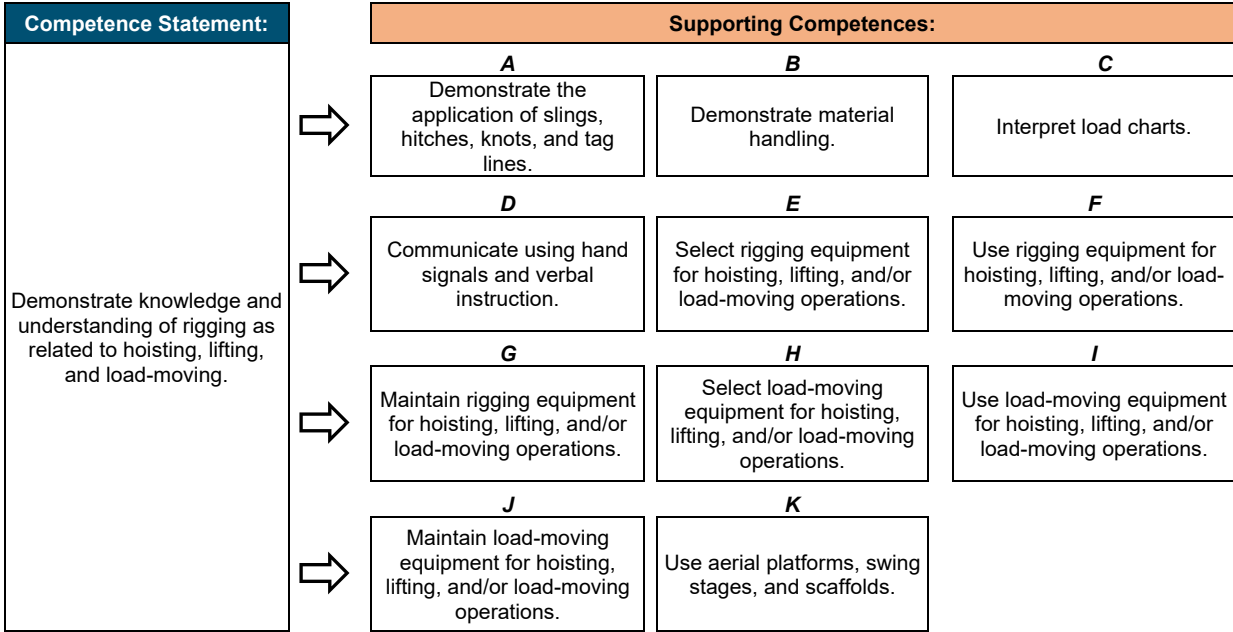 Competence Statement:
Supporting Competences:
Demonstrate knowledge and
understanding of rigging as
related to hoisting, lifting,
and load-moving.
A
Demonstrate the
application of slings,
hitches, knots, and tag
lines.
B
Demonstrate material
handling.
C
Interpret load charts.
D
Communicate using hand
signals and verbal
instruction.
E
Select rigging equipment
for hoisting, lifting, and/or
load-moving operations.
F
Use rigging equipment for
hoisting, lifting, and/or load-
moving operations.
G
Maintain rigging equipment
for hoisting, lifting, and/or
load-moving operations.
H
Select load-moving
equipment for hoisting,
lifting, and/or load-moving
operations.
I
Use load-moving equipment
for hoisting, lifting, and/or
load-moving operations.
J
Maintain load-moving
equipment for hoisting,
lifting, and/or load-moving
operations.
K
Use aerial platforms, swing
stages, and scaffolds.